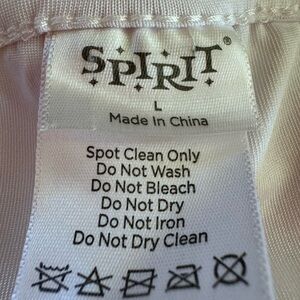 SPIRIT®
L
Made in China
Spot Clean Only
Do Not Wash
Do Not Bleach
Do Not Dry
Do Not Iron
Do Not Dry Clean